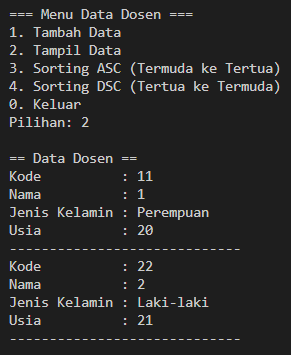 === Menu Data Dosen ===
1. Tambah Data
2. Tampil Data
3. Sorting ASC (Termuda ke Tertua)
4. Sorting DSC (Tertua ke Termuda)
0. Keluar
Pilihan: 2

== Data Dosen ==
Kode          : 11
Nama          : 1
Jenis Kelamin : Perempuan
Usia          : 20
-----------------------------
Kode          : 22
Nama          : 2
Jenis Kelamin : Laki-laki
Usia          : 21
-----------------------------